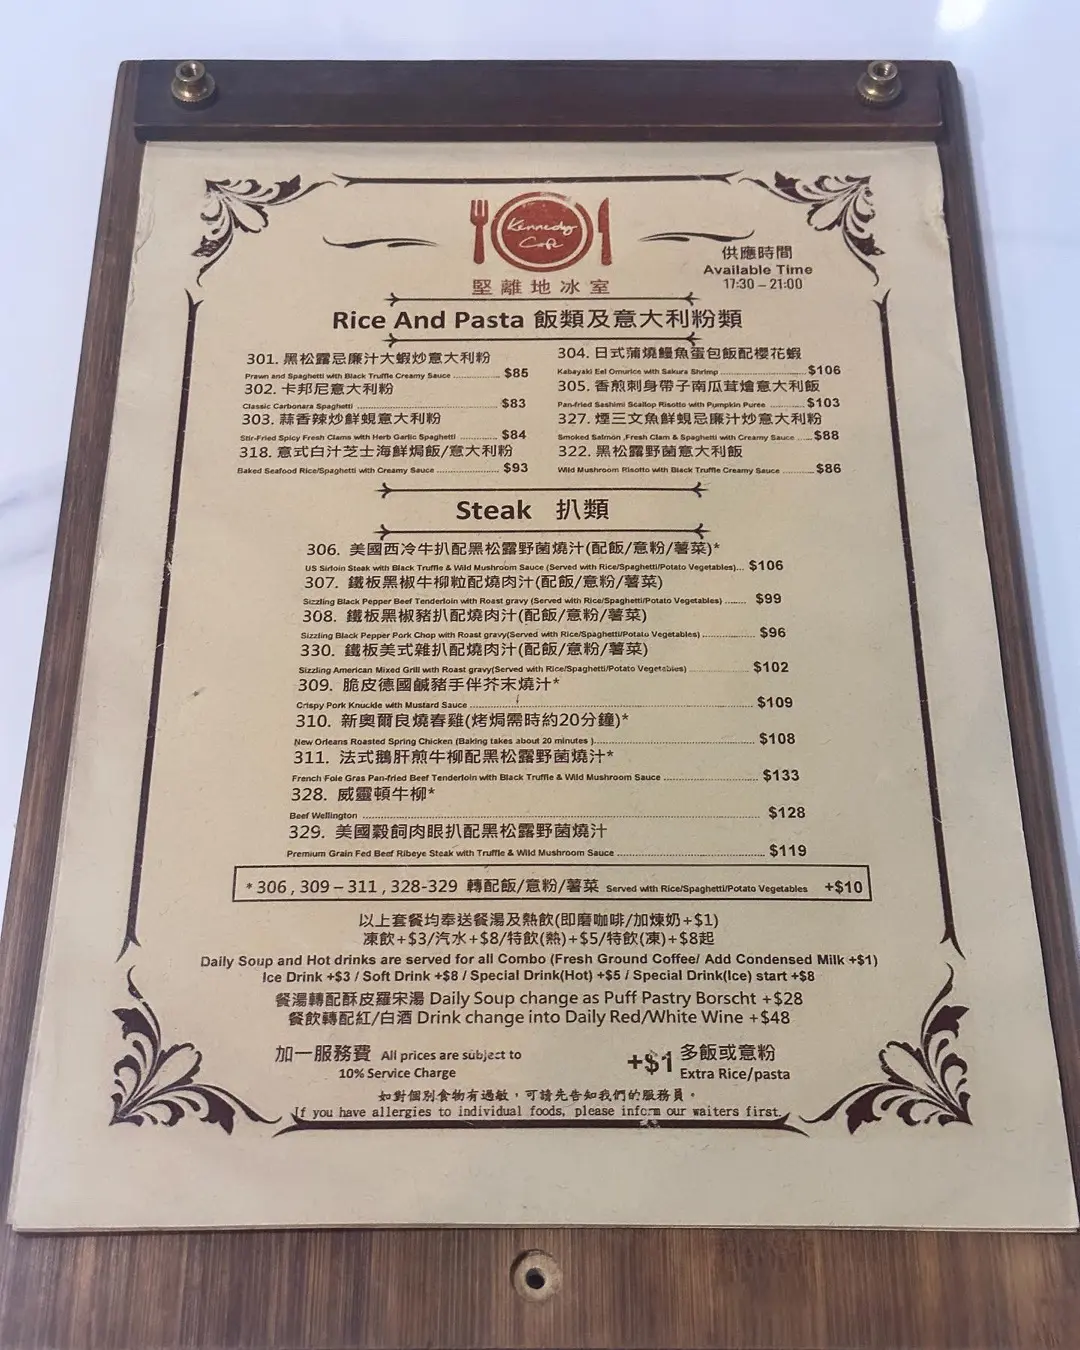 Kennedy
Cafe
堅離地冰室
供應時間
Available Time
17:30 – 21:00
Rice And Pasta 飯類及意大利粉類
301. 黑松露忌廉汁大蝦炒意大利粉
Prawn and Spaghetti with Black Truffle Creamy Sauce ... $85
302. 卡邦尼意大利粉
Classic Carbonara Spaghetti ... $83
303. 蒜香辣炒鮮蜆意大利粉
Stir-Fried Spicy Fresh Clams with Herb Garlic Spaghetti ... $84
318. 意式白汁芝士海鮮焗飯/意大利粉
Baked Seafood Rice/Spaghetti with Creamy Sauce ... $93
304. 日式蒲燒鰻魚蛋包飯配櫻花蝦
Kabayaki Eel Omurice with Sakura Shrimp ... $106
305. 香煎刺身帶子南瓜茸燴意大利飯
Pan-fried Sashimi Scallop Risotto with Pumpkin Puree ... $103
327. 煙三文魚鮮蜆忌廉汁炒意大利粉
Smoked Salmon ,Fresh Clam & Spaghetti with Creamy Sauce ... $88
322. 黑松露野菌意大利飯
Wild Mushroom Risotto with Black Truffle Creamy Sauce ... $86
Steak 扒類
306. 美國西冷牛扒配黑松露野菌燒汁(配飯/意粉/薯菜)*
US Sirloin Steak with Black Truffle & Wild Mushroom Sauce (Served with Rice/Spaghetti/Potato Vegetables)... $106
307. 鐵板黑椒牛柳粒配燒肉汁(配飯/意粉/薯菜)
Sizzling Black Pepper Beef Tenderloin with Roast gravy (Served with Rice/Spaghetti/Potato Vegetables) ... $99
308. 鐵板黑椒豬扒配燒肉汁(配飯/意粉/薯菜)
Sizzling Black Pepper Pork Chop with Roast gravy(Served with Rice/Spaghetti/Potato Vegetables) ... $96
330. 鐵板美式雜扒配燒肉汁(配飯/意粉/薯菜)
Sizzling American Mixed Grill with Roast gravy(Served with Rice/Spaghetti/Potato Vegetables) ... $102
309. 脆皮德國鹹豬手伴芥末燒汁*
Crispy Pork Knuckle with Mustard Sauce ... $109
310. 新奧爾良燒春雞(烤焗需時約20分鐘)*
New Orleans Roasted Spring Chicken (Baking takes about 20 minutes )... $108
311. 法式鵝肝煎牛柳配黑松露野菌燒汁*
French Foie Gras Pan-fried Beef Tenderloin with Black Truffle & Wild Mushroom Sauce ... $133
328. 威靈頓牛柳*
Beef Wellington ... $128
329. 美國穀飼肉眼扒配黑松露野菌燒汁
Premium Grain Fed Beef Ribeye Steak with Truffle & Wild Mushroom Sauce ... $119
*306 , 309 – 311 , 328-329 轉配飯/意粉/薯菜 Served with Rice/Spaghetti/Potato Vegetables +$10
以上套餐均奉送餐湯及熱飲(即磨咖啡/加煉奶+$1)
凍飲+$3/汽水+$8/特飲(熱)+$5/特飲(凍)+$8起
Daily Soup and Hot drinks are served for all Combo (Fresh Ground Coffee/ Add Condensed Milk +$1)
Ice Drink +$3 / Soft Drink +$8 / Special Drink(Hot) +$5 / Special Drink(Ice) start +$8
餐湯轉配酥皮羅宋湯 Daily Soup change as Puff Pastry Borscht +$28
餐飲轉配紅/白酒 Drink change into Daily Red/White Wine +$48
加一服務費 All prices are subject to
10% Service Charge
+$1 多飯或意粉
Extra Rice/pasta
如對個別食物有過敏，可請先告知我們的服務員。
If you have allergies to individual foods, please inform our waiters first.